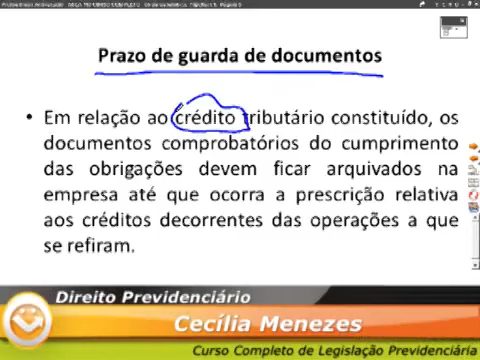 Prazo de guarda de documentos
• Em relação ao crédito tributário constituído, os
documentos comprobatórios do cumprimento
das obrigações devem ficar arquivados na
empresa até que ocorra a prescrição relativa
aos créditos decorrentes das operações a que
se refiram.
Direito Previdenciário
Cecília Menezes
Curso Completo de Legislação Previdenciária